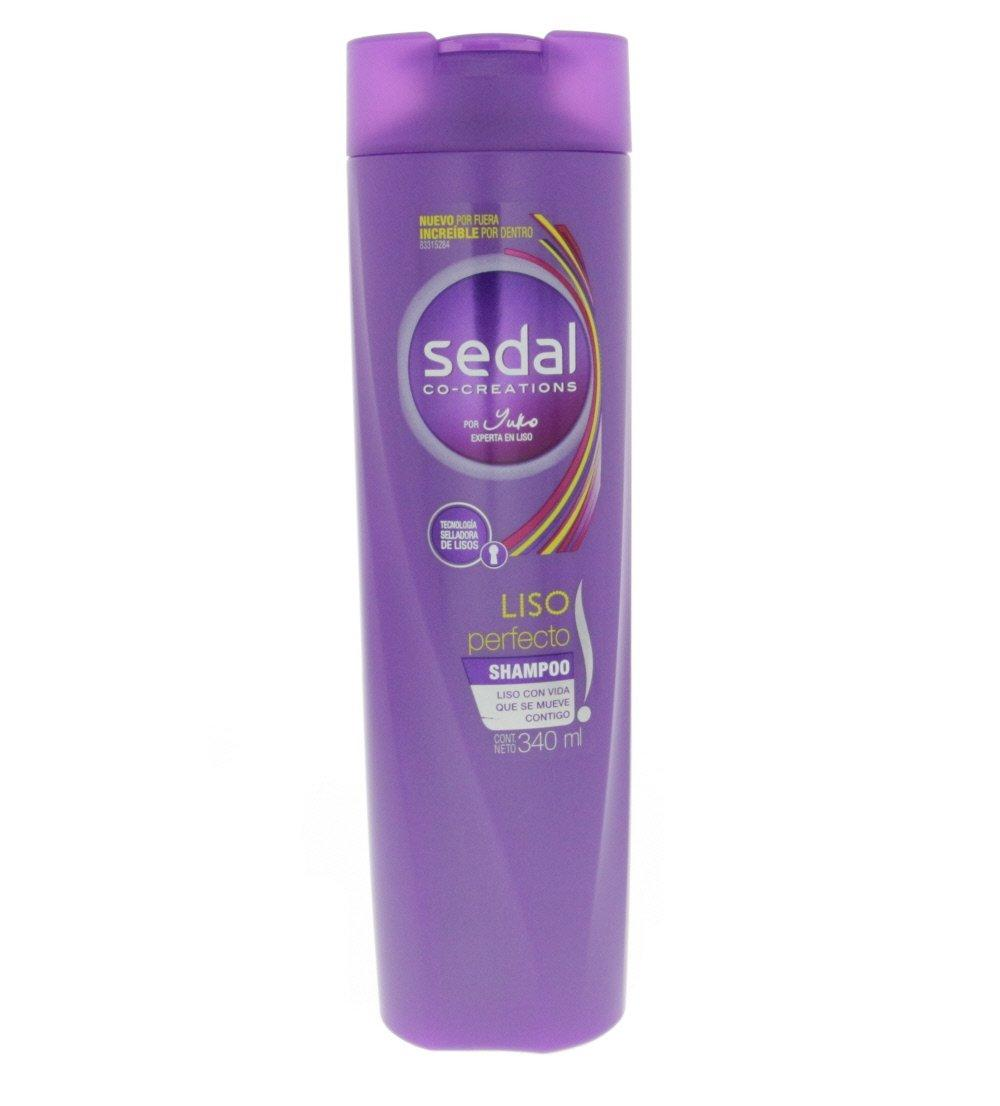 NUEVO POR FUERA
INCREÍBLE POR DENTRO
83315284
sedal
CO-CREATIONS
POR Yuko
EXPERTA EN LISO
TECNOLOGÍA
SELLADORA
DE LISOS
LISO
perfecto
SHAMPOO
LISO CON VIDA
QUE SE MUEVE
CONTIGO
CONT.
NETO 340 ml